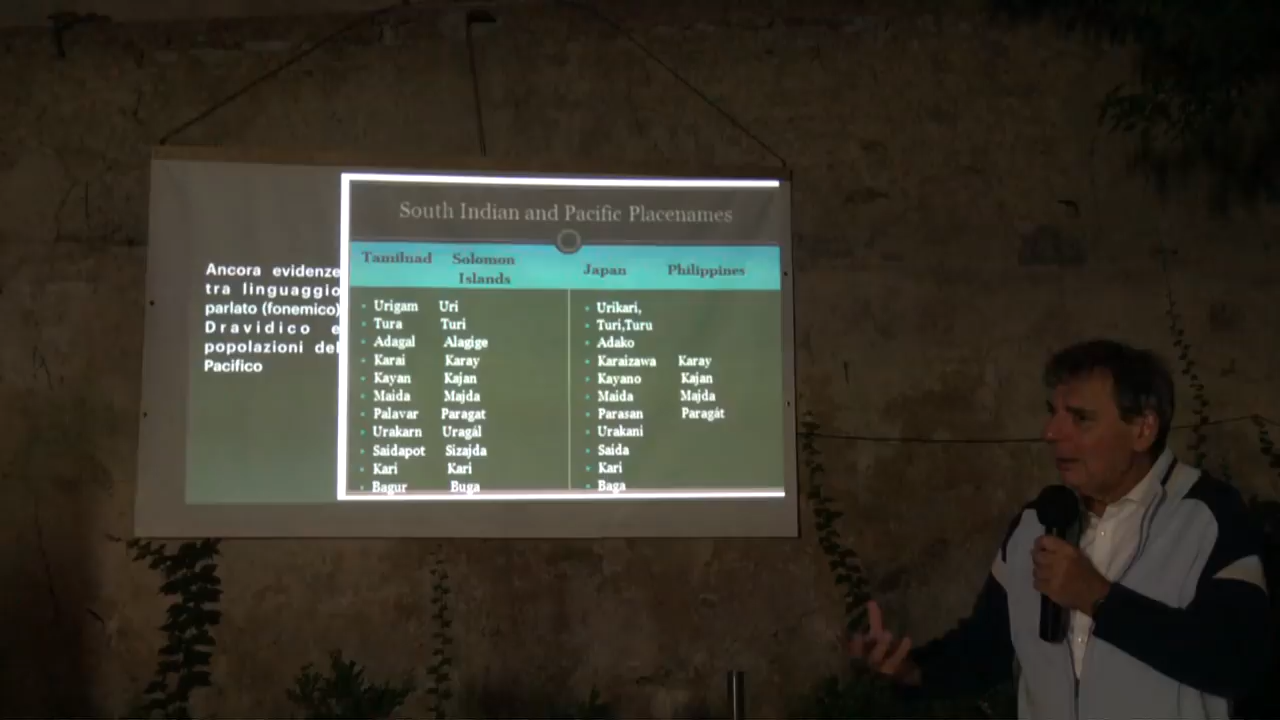 South Indian and Pacific Placenames
Ancora evidenze
tra linguaggio
parlato (fonemico)
Dravidico e
popolazioni del
Pacifico
Tamilnad Solomon Islands Japan Philippines
Urigam Uri Urikari,
Tura Turi Turi,Turu
Adagal Alagige Adako
Karai Karay Karaizawa Karay
Kayan Kajan Kayano Kajan
Maida Majda Maida Majda
Palavar Paragat Parasan Paragát
Urakarn Uragál Urakani
Saidapot Sizajda Saida
Kari Kari Kari
Bagur Buga Baga